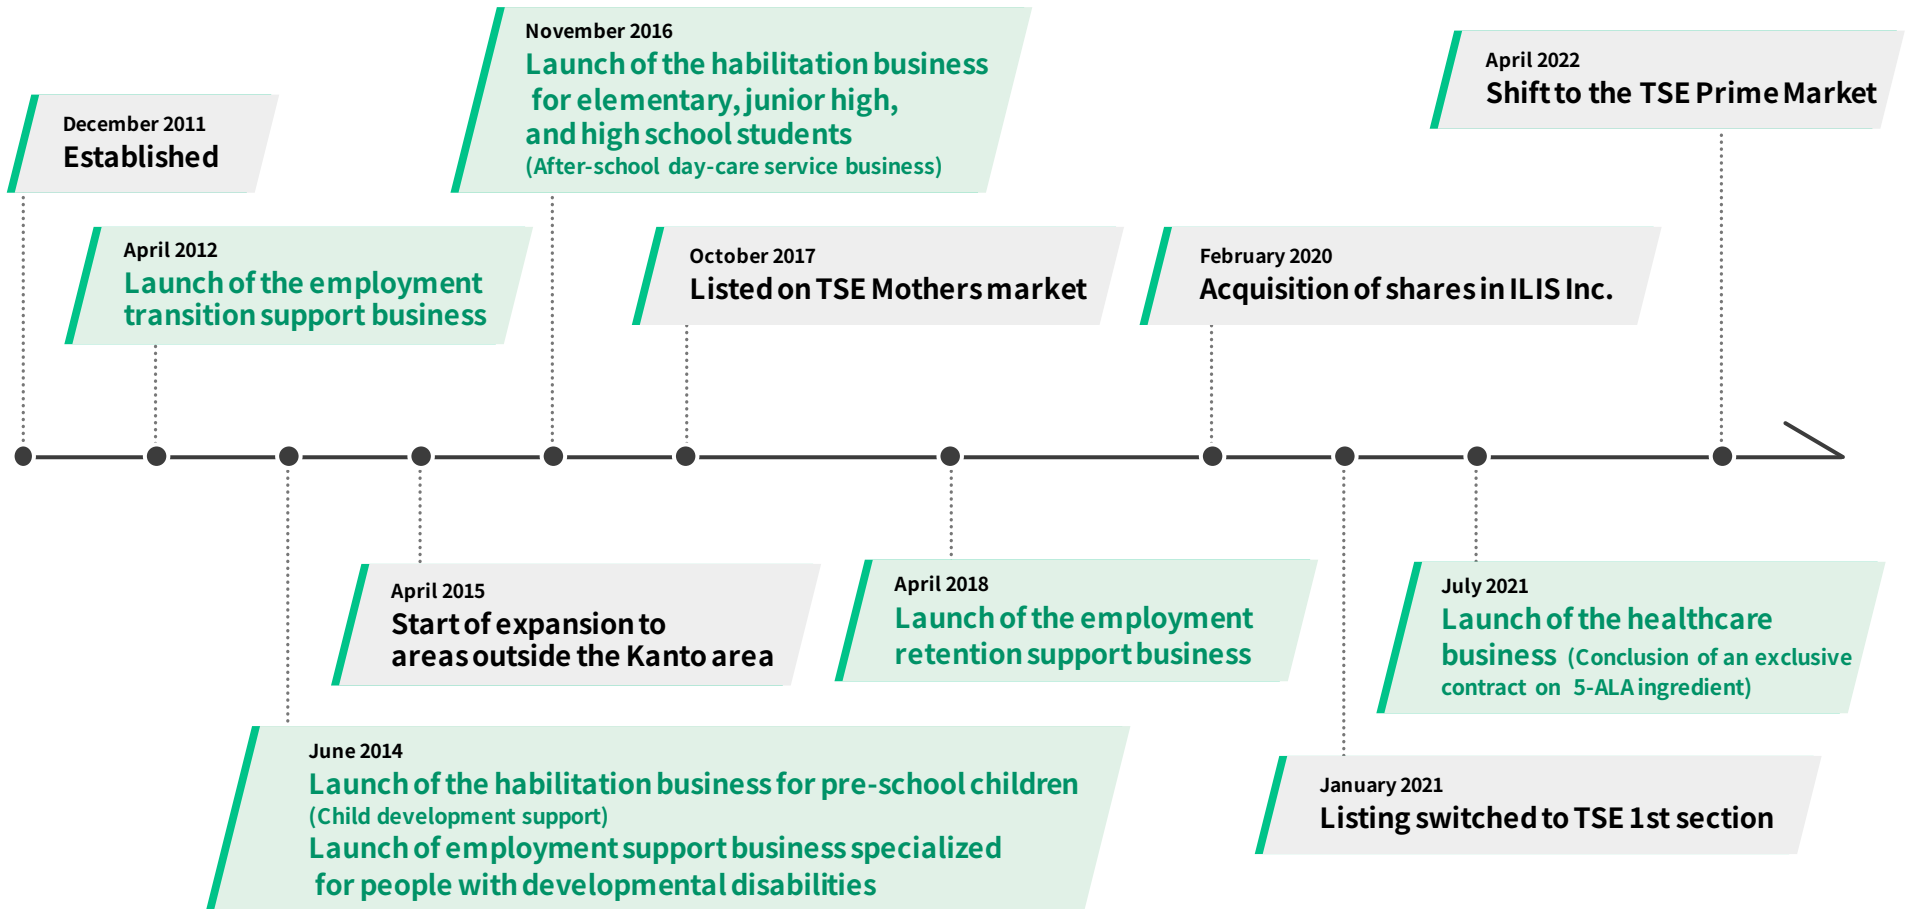 December 2011
Established
April 2012
Launch of the employment
transition support business
June 2014
Launch of the habilitation business for pre-school children
(Child development support)
Launch of employment support business specialized
for people with developmental disabilities
April 2015
Start of expansion to
areas outside the Kanto area
November 2016
Launch of the habilitation business
for elementary, junior high,
and high school students
(After-school day-care service business)
October 2017
Listed on TSE Mothers market
April 2018
Launch of the employment
retention support business
February 2020
Acquisition of shares in ILIS Inc.
January 2021
Listing switched to TSE 1st section
July 2021
Launch of the healthcare
business (Conclusion of an exclusive
contract on 5-ALA ingredient)
April 2022
Shift to the TSE Prime Market